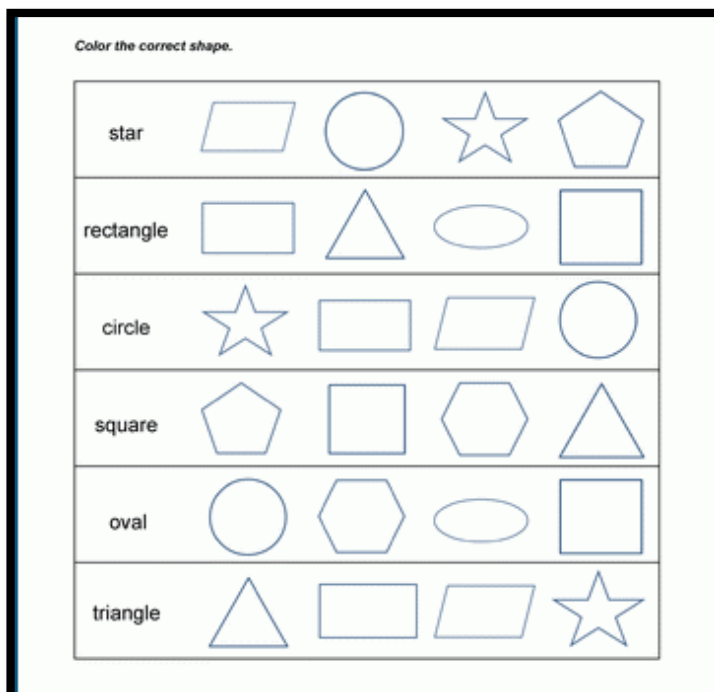 Color the correct shape.
star
rectangle
circle
square
oval
triangle